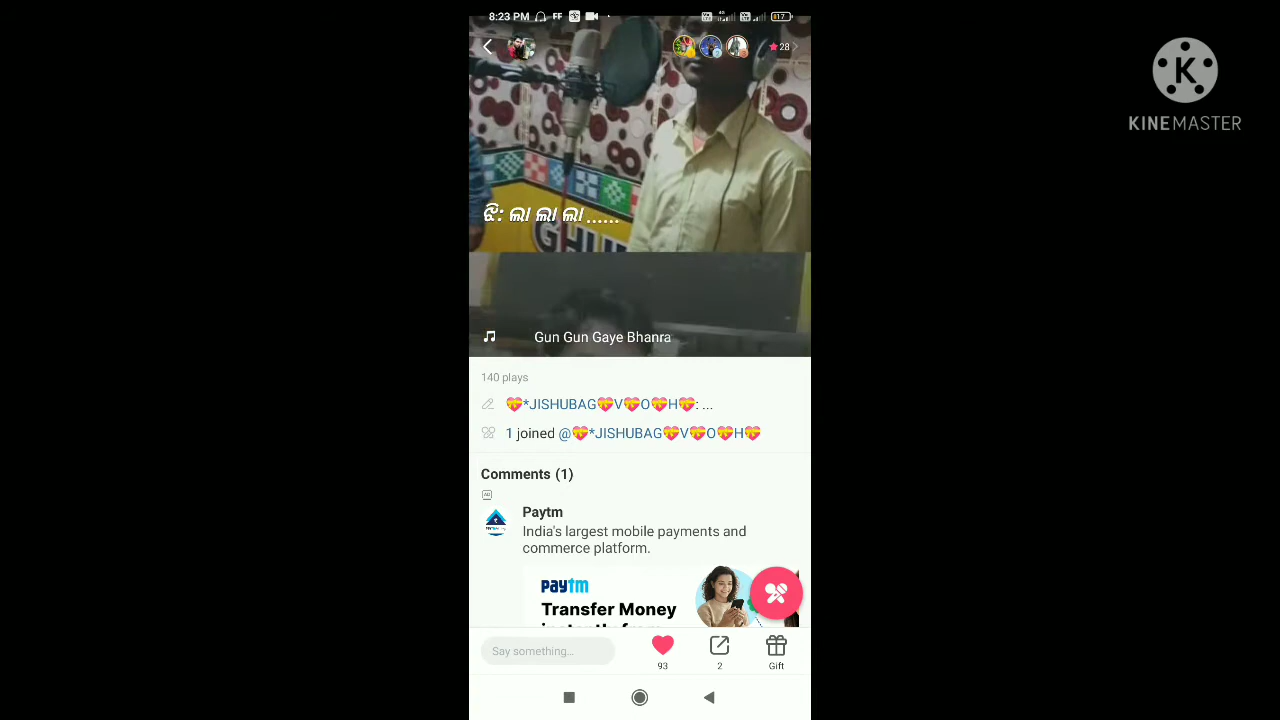 8:23 PM
28
KINEMASTER
ଝି: ଲା ଲା ଲା ......
GHU
Gun Gun Gaye Bhanra
140 plays
💝*JISHUBAG💝V💝O💝H💝: ...
1 joined @💝*JISHUBAG💝V💝O💝H💝
Comments (1)
Paytm
India's largest mobile payments and
commerce platform.
paytm
Transfer Money
Say something...
93
2
Gift